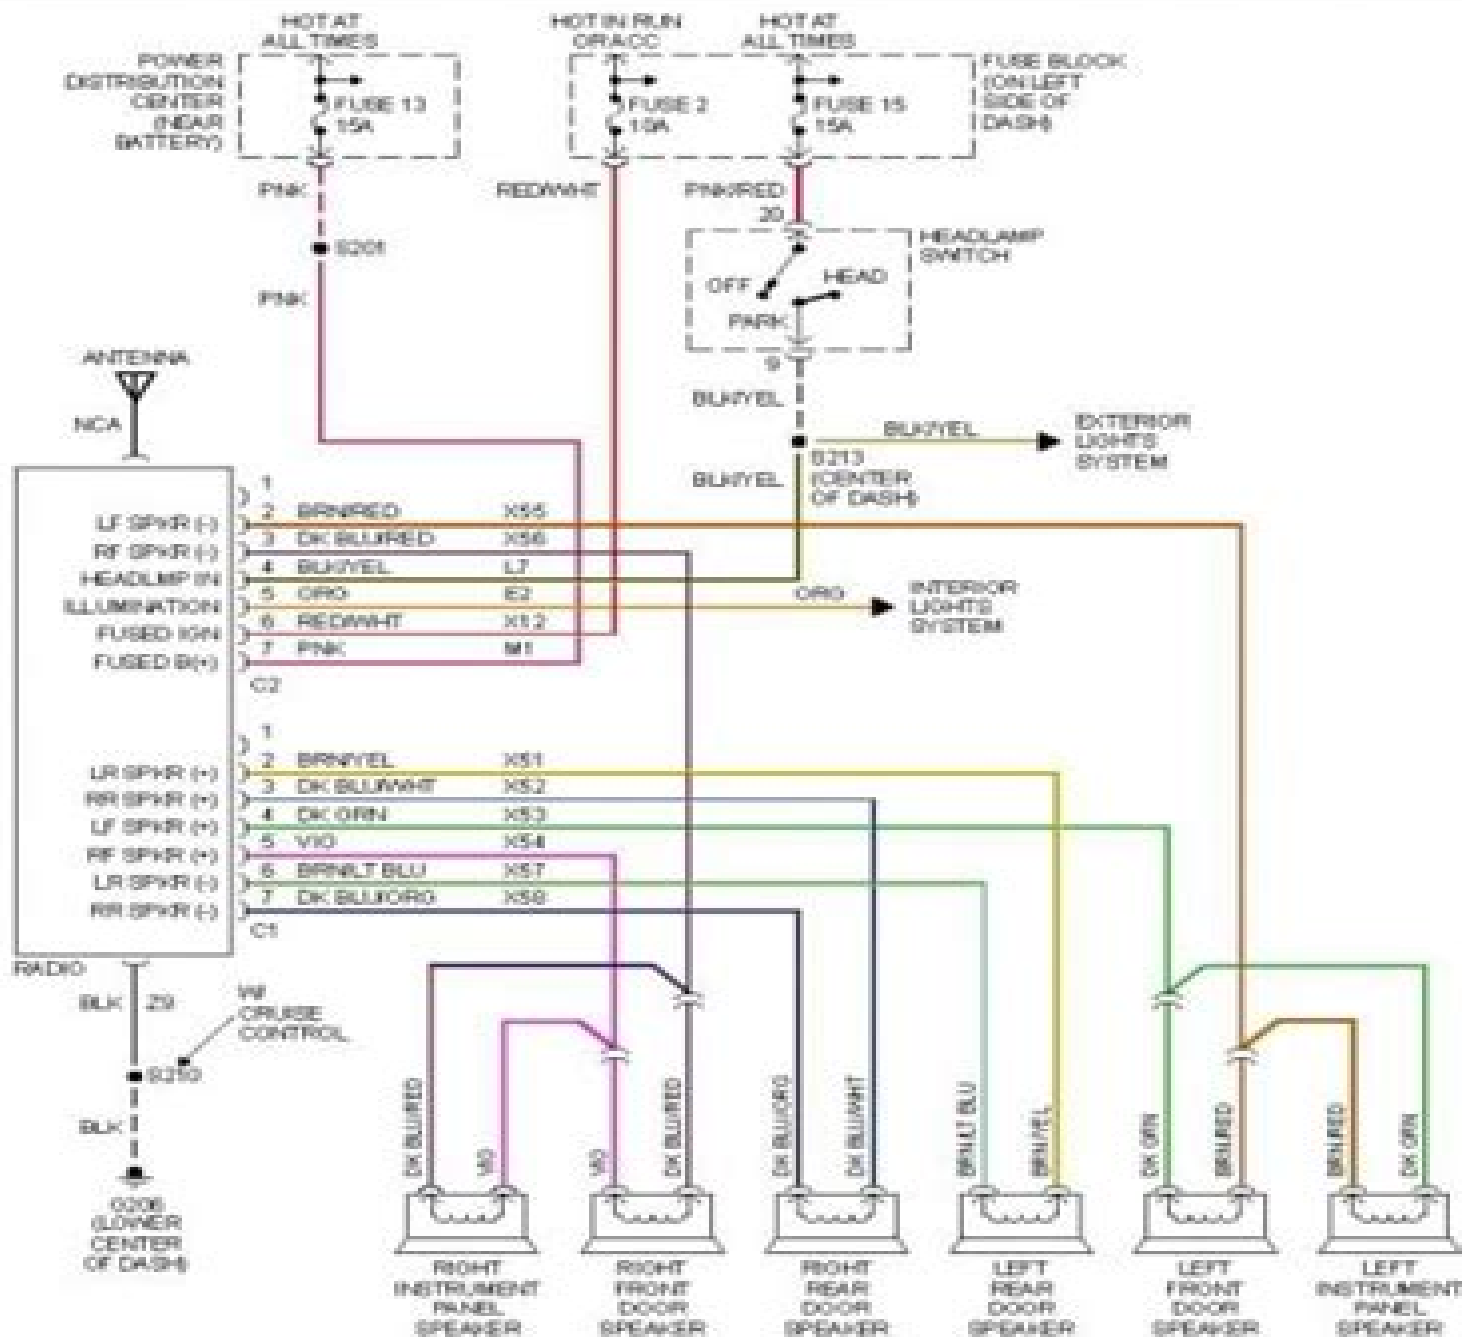 HOT AT
ALL TIMES
HOT IN RUN
OR ACC
HOT AT
ALL TIMES
POWER
DISTRIBUTION
CENTER
(NEAR
BATTERY)
FUSE 13
15A
FUSE 2
10A
FUSE 15
15A
FUSE BLOCK
(ON LEFT
SIDE OF
DASH)
PNK
RED/WHT
PNK/RED
20
S201
HEADLAMP
SWITCH
OFF
HEAD
PARK
PNK
9
ANTENNA
NCA
BLK/YEL
BLK/YEL
EXTERIOR
LIGHTS
SYSTEM
BLK/YEL
S213
(CENTER
OF DASH)
1
LF SPKR (-) 2 BRN/RED X55
RF SPKR (-) 3 DK BLU/RED X56
HEADLMP IN 4 BLK/YEL L7
ILLUMINATION 5 ORG E2 ORG
FUSED IGN 6 RED/WHT X12
FUSED B(+) 7 PNK M1
C2
INTERIOR
LIGHTS
SYSTEM
1
LR SPKR (+) 2 BRN/YEL X51
RR SPKR (+) 3 DK BLU/WHT X52
LF SPKR (+) 4 DK GRN X53
RF SPKR (+) 5 VIO X54
LR SPKR (-) 6 BRN/LT BLU X57
RR SPKR (-) 7 DK BLU/ORG X58
C1
RADIO
BLK Z9
W/
CRUISE
CONTROL
BLK
G206
(LOWER
CENTER
OF DASH)
DK BLU/RED
VIO
VIO
DK BLU/RED
DK BLU/ORG
DK BLU/WHT
BRN/LT BLU
BRN/YEL
DK GRN
BRN/RED
BRN/RED
DK GRN
RIGHT
INSTRUMENT
PANEL
SPEAKER
RIGHT
FRONT
DOOR
SPEAKER
RIGHT
REAR
DOOR
SPEAKER
LEFT
REAR
DOOR
SPEAKER
LEFT
FRONT
DOOR
SPEAKER
LEFT
INSTRUMENT
PANEL
SPEAKER